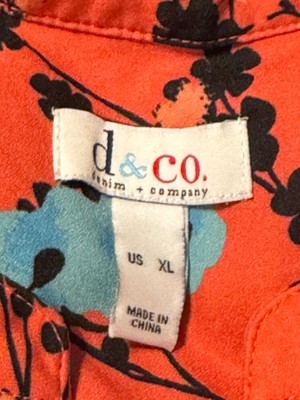 d&co.
denim + company
US XL
MADE IN
CHINA